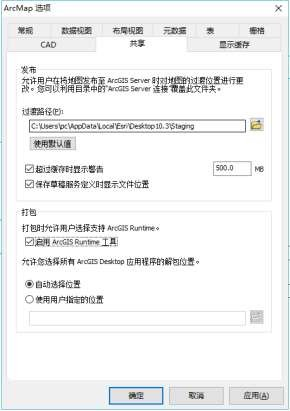 ArcMap 选项
常规 数据视图 布局视图 元数据 表 栅格
CAD 共享 显示缓存
发布
允许用户在将地图发布至 ArcGIS Server 时对地图的过渡位置进行更
改。您可以利用目录中的"ArcGIS Server 连接"覆盖此文件夹。
过渡路径(P):
C:\Users\pc\AppData\Local\Esri\Desktop10.3\Staging
使用默认值
超过缓存时显示警告 500.0 MB
保存草稿服务定义时显示文件位置
打包
打包时允许用户选择支持 ArcGIS Runtime。
启用 ArcGIS Runtime 工具
允许您选择所有 ArcGIS Desktop 应用程序的解包位置。
自动选择位置
使用用户指定的位置
确定 取消 应用(A)